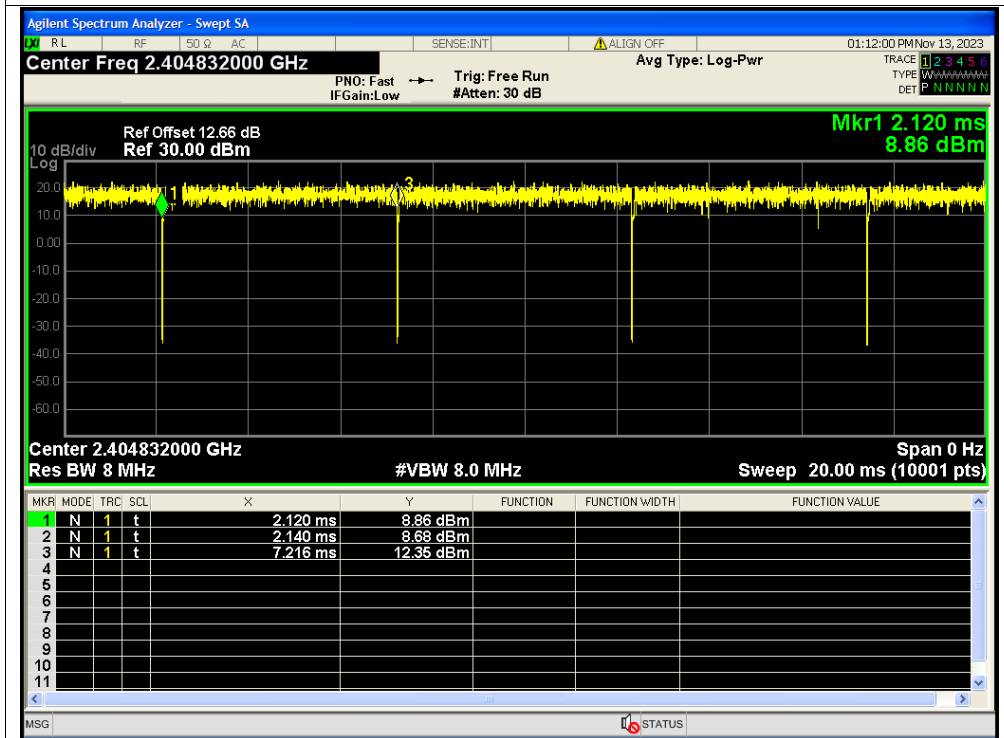 Agilent Spectrum Analyzer - Swept SA
LXI RL RF 50 Ω AC SENSE:INT ALIGN OFF 01:12:00 PM Nov 13, 2023
Center Freq 2.404832000 GHz Avg Type: Log-Pwr TRACE 1 2 3 4 5 6
PNO: Fast Trig: Free Run TYPE W
IFGain:Low #Atten: 30 dB DET P N N N N N
Mkr1 2.120 ms
8.86 dBm
Ref Offset 12.66 dB
10 dB/div Ref 30.00 dBm
Log
20.0
10.0
0.00
-10.0
-20.0
-30.0
-40.0
-50.0
-60.0
1
3
Center 2.404832000 GHz Span 0 Hz
Res BW 8 MHz #VBW 8.0 MHz Sweep 20.00 ms (10001 pts)
MKR MODE TRC SCL X Y FUNCTION FUNCTION WIDTH FUNCTION VALUE
1 N 1 t 2.120 ms 8.86 dBm
2 N 1 t 2.140 ms 8.68 dBm
3 N 1 t 7.216 ms 12.35 dBm
4
5
6
7
8
9
10
11
MSG STATUS